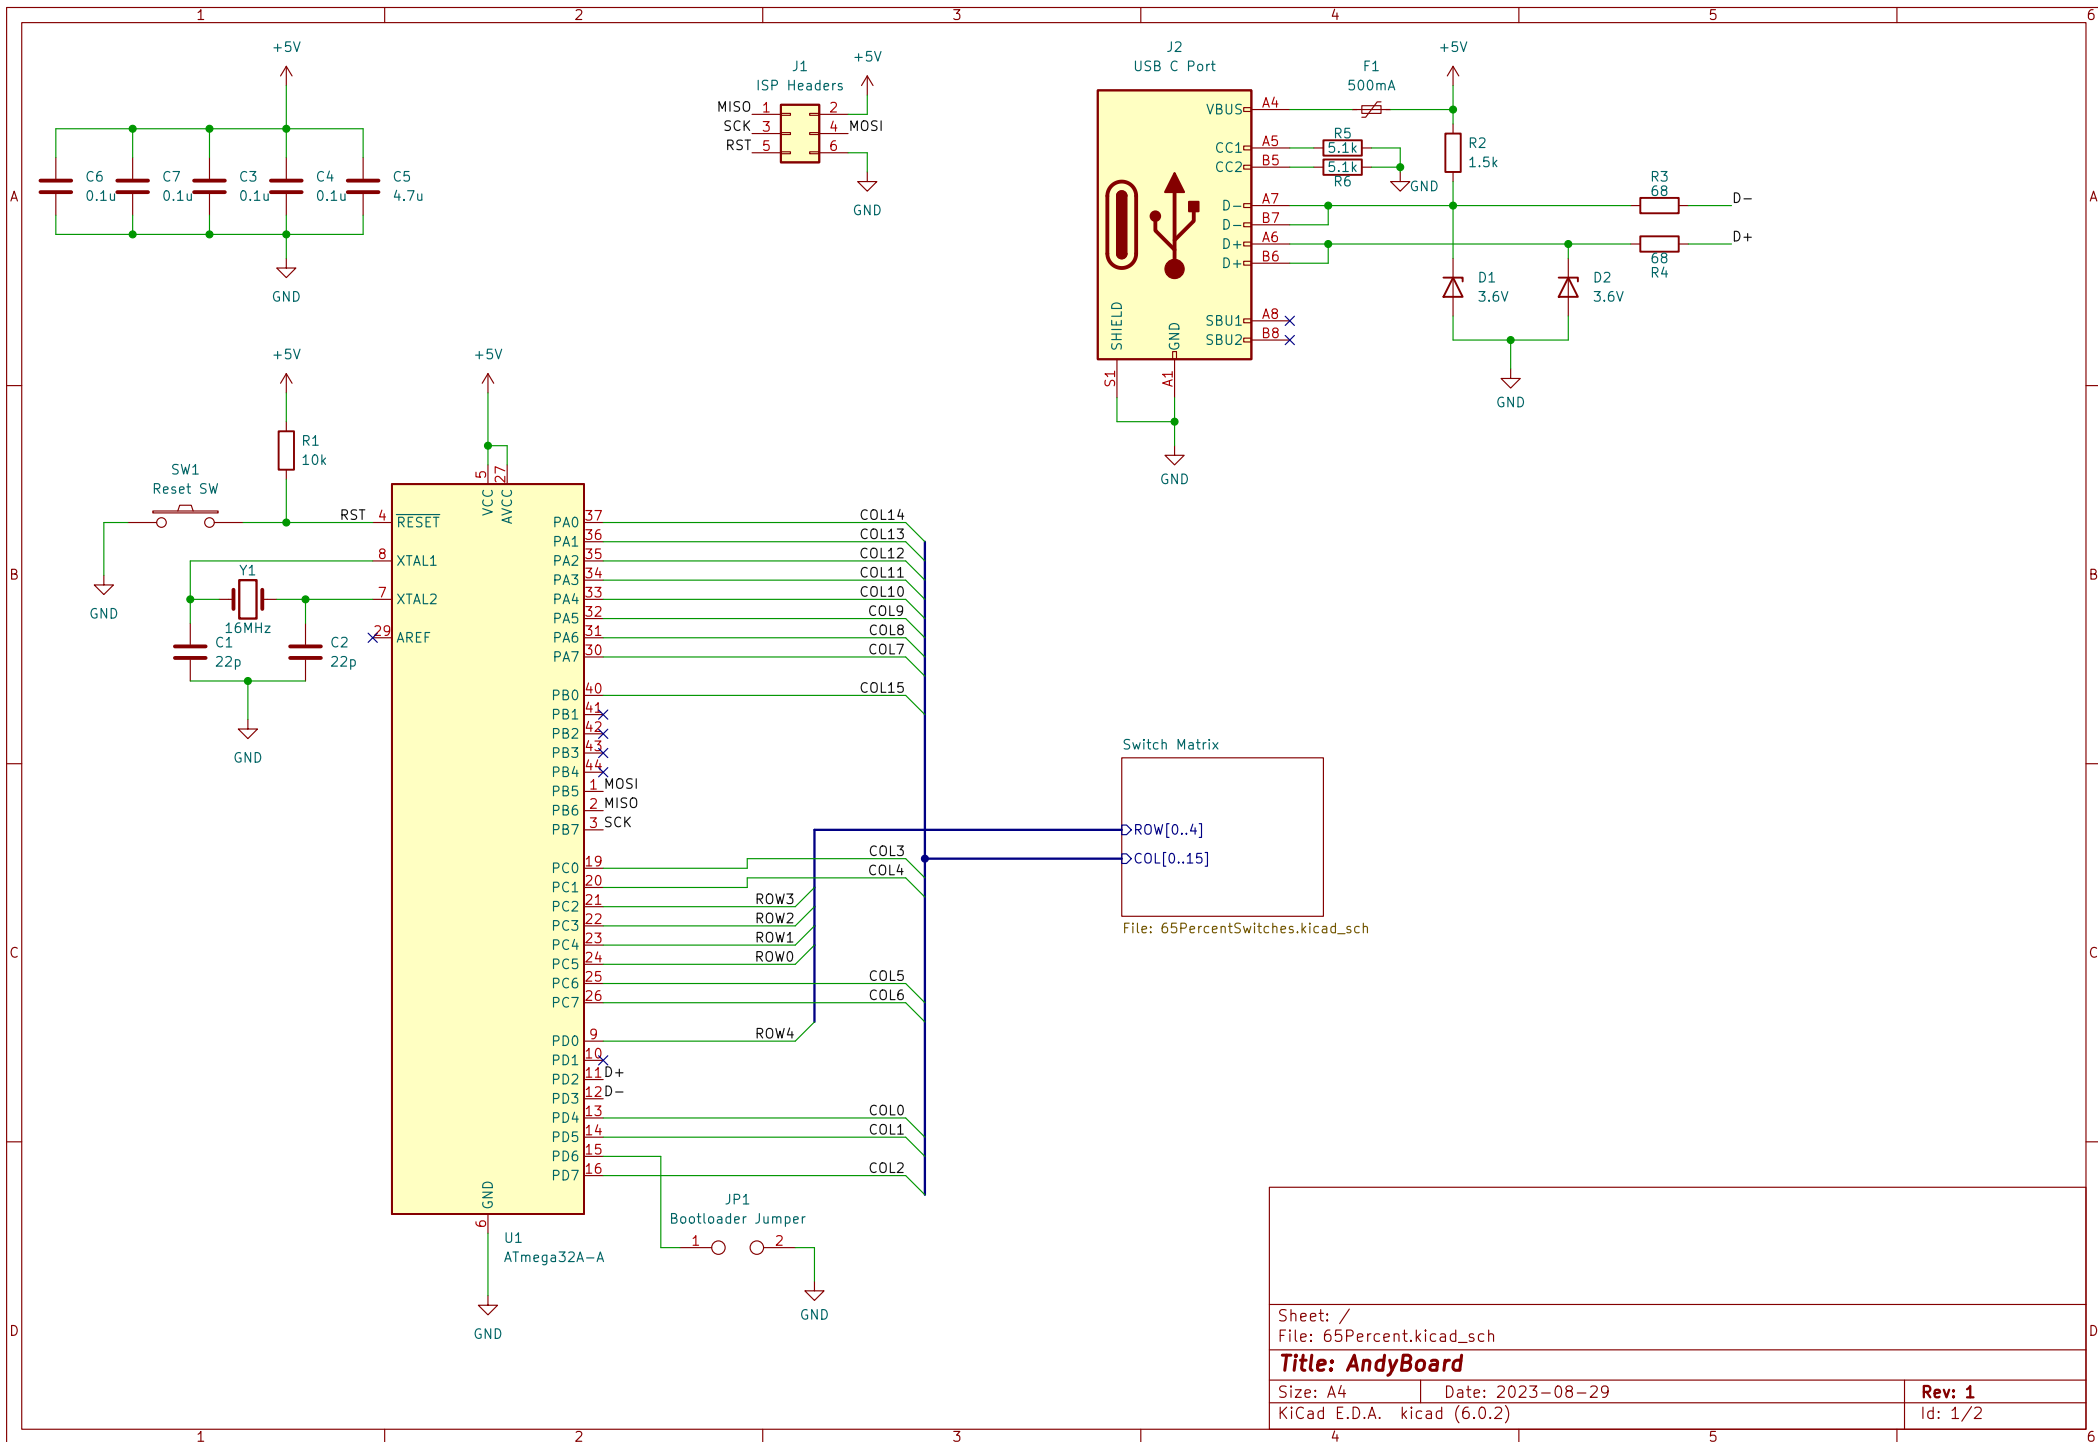 1 2 3 4 5 6
A
B
C
D
A
B
C
D
1 2 3 4 5 6
+5V
C6
0.1u
C7
0.1u
C3
0.1u
C4
0.1u
C5
4.7u
GND
J1
ISP Headers
+5V
MISO 1 2
SCK 3 4 MOSI
RST 5 6
GND
J2
USB C Port
VBUS A4
CC1 A5
CC2 B5
D- A7
D- B7
D+ A6
D+ B6
SBU1 A8
SBU2 B8
SHIELD
GND
S1
A1
GND
F1
500mA
+5V
R5
5.1k
5.1k
R6
GND
R2
1.5k
R3
68
D-
D+
68
R4
D1
3.6V
D2
3.6V
GND
+5V
R1
10k
SW1
Reset SW
GND
RST
Y1
16MHz
C1
22p
C2
22p
GND
+5V
5 27
VCC
AVCC
4 RESET
8 XTAL1
7 XTAL2
29 AREF
PA0 37 COL14
PA1 36 COL13
PA2 35 COL12
PA3 34 COL11
PA4 33 COL10
PA5 32 COL9
PA6 31 COL8
PA7 30 COL7
PB0 40 COL15
PB1 41
PB2 42
PB3 43
PB4 44
PB5 1 MOSI
PB6 2 MISO
PB7 3 SCK
PC0 19 COL3
PC1 20 COL4
PC2 21 ROW3
PC3 22 ROW2
PC4 23 ROW1
PC5 24 ROW0
PC6 25 COL5
PC7 26 COL6
PD0 9 ROW4
PD1 10
PD2 11 D+
PD3 12 D-
PD4 13 COL0
PD5 14 COL1
PD6 15
PD7 16 COL2
GND
6
U1
ATmega32A-A
GND
JP1
Bootloader Jumper
1 2
GND
Switch Matrix
ROW[0..4]
COL[0..15]
File: 65PercentSwitches.kicad_sch
Sheet: /
File: 65Percent.kicad_sch
Title: AndyBoard
Size: A4 Date: 2023-08-29 Rev: 1
KiCad E.D.A. kicad (6.0.2) Id: 1/2